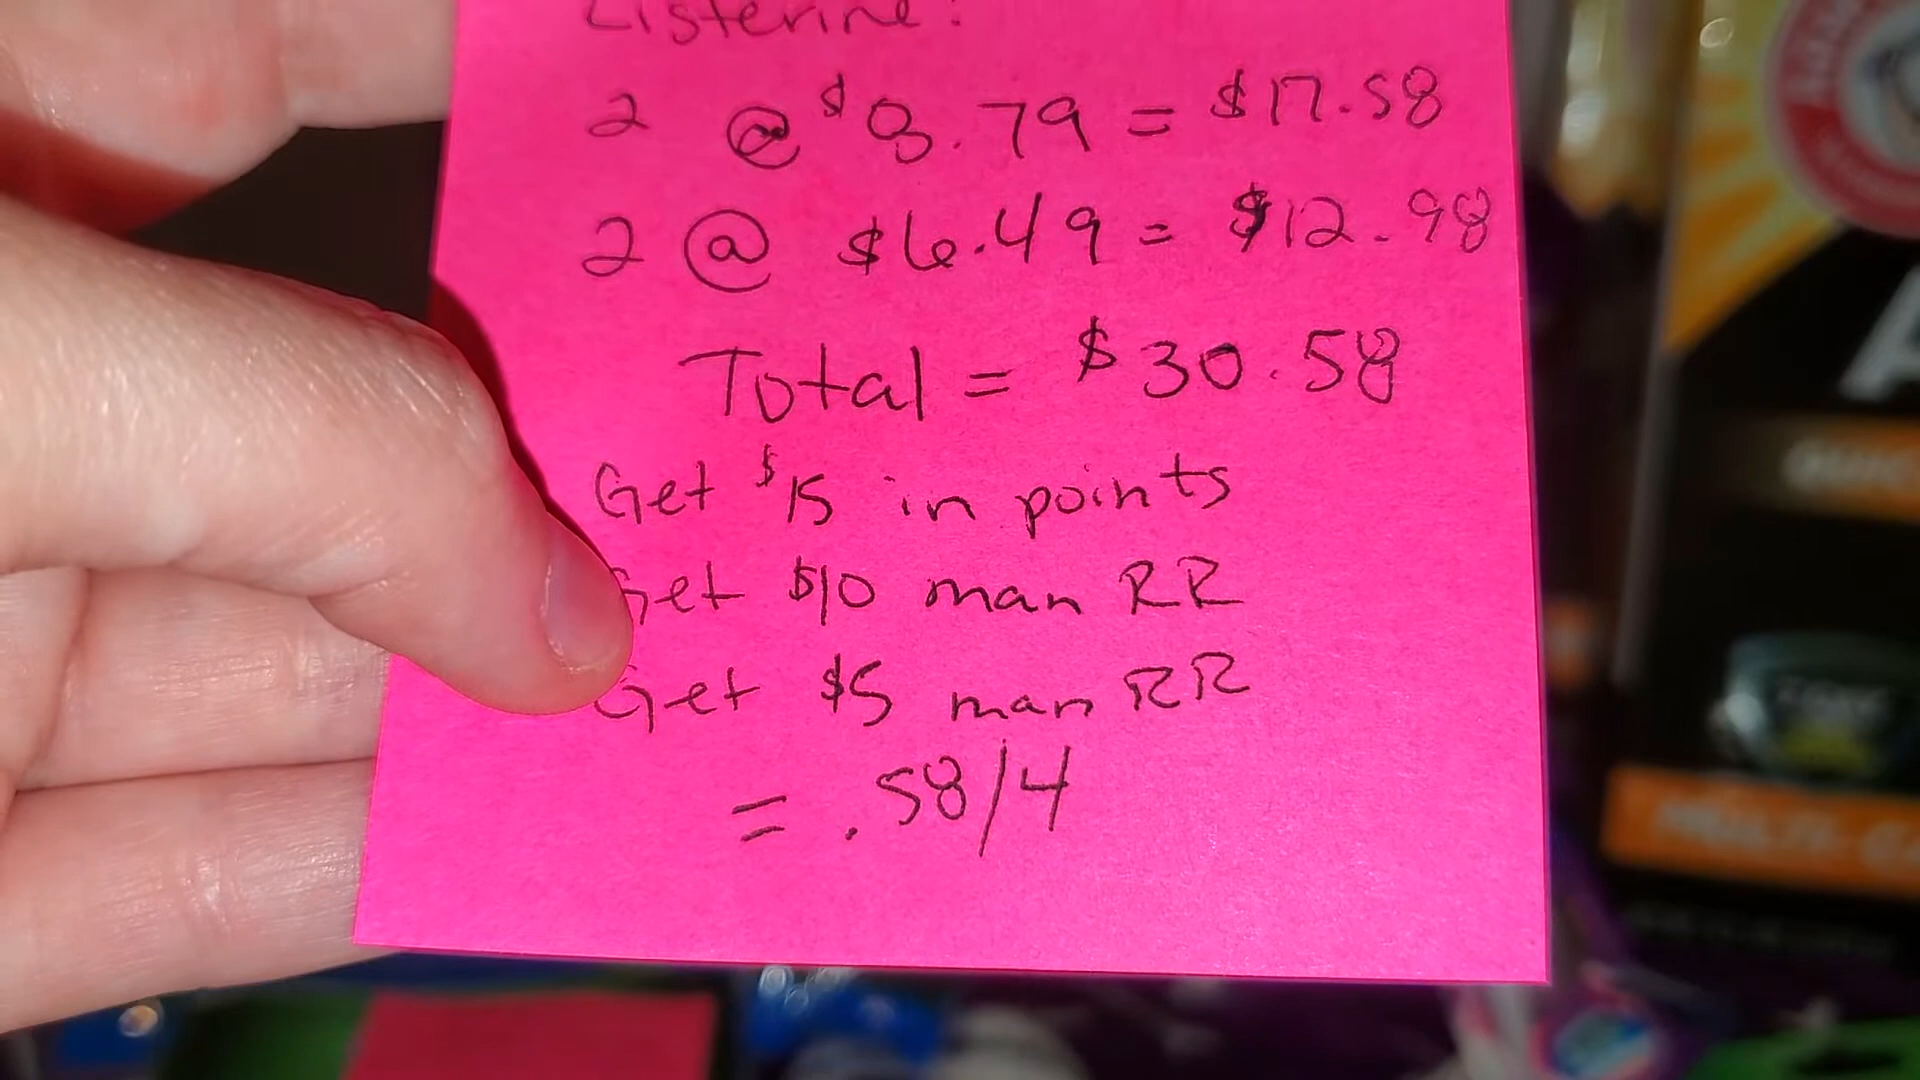 Listerine:
2 @ $8.79 = $17.58
2 @ $6.49 = $12.98
Total = $30.58
Get $15 in points
Get $10 man RR
Get $5 man RR
= .58/4